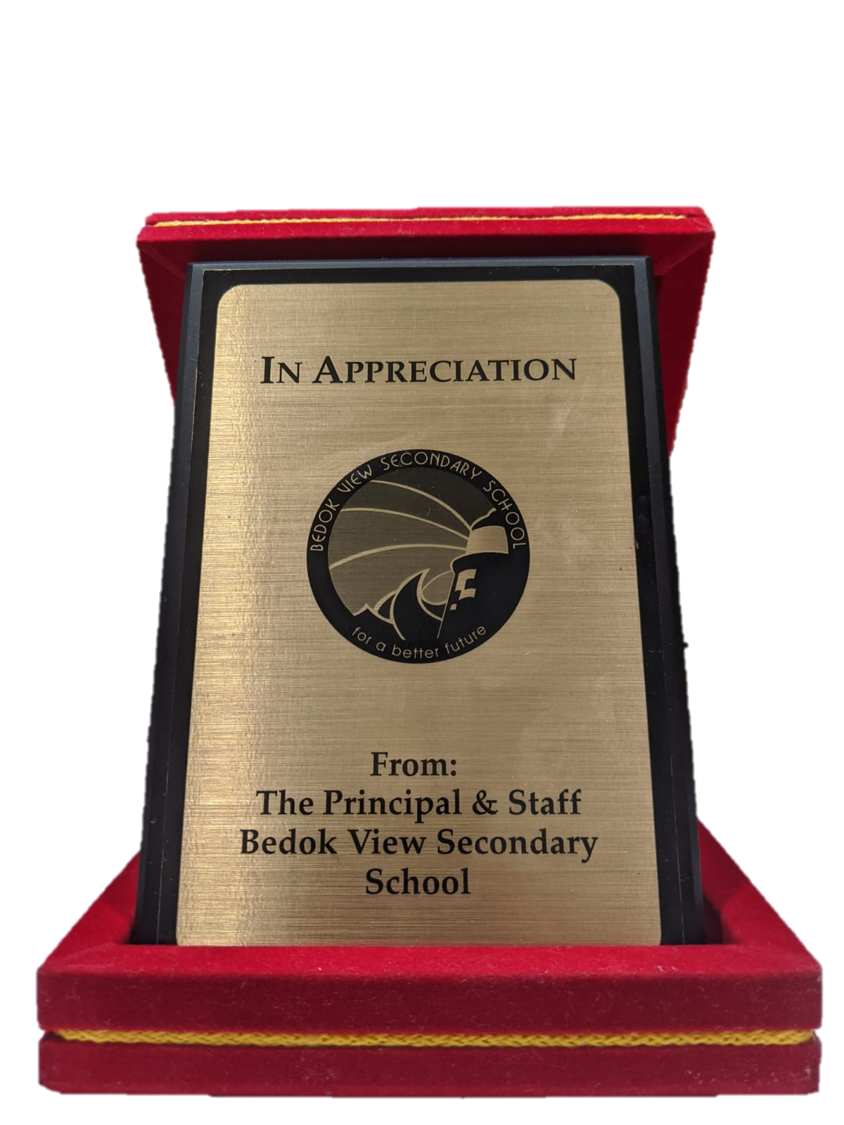 IN APPRECIATION
BEDOK VIEW SECONDARY SCHOOL
for a better future
From:
The Principal & Staff
Bedok View Secondary
School